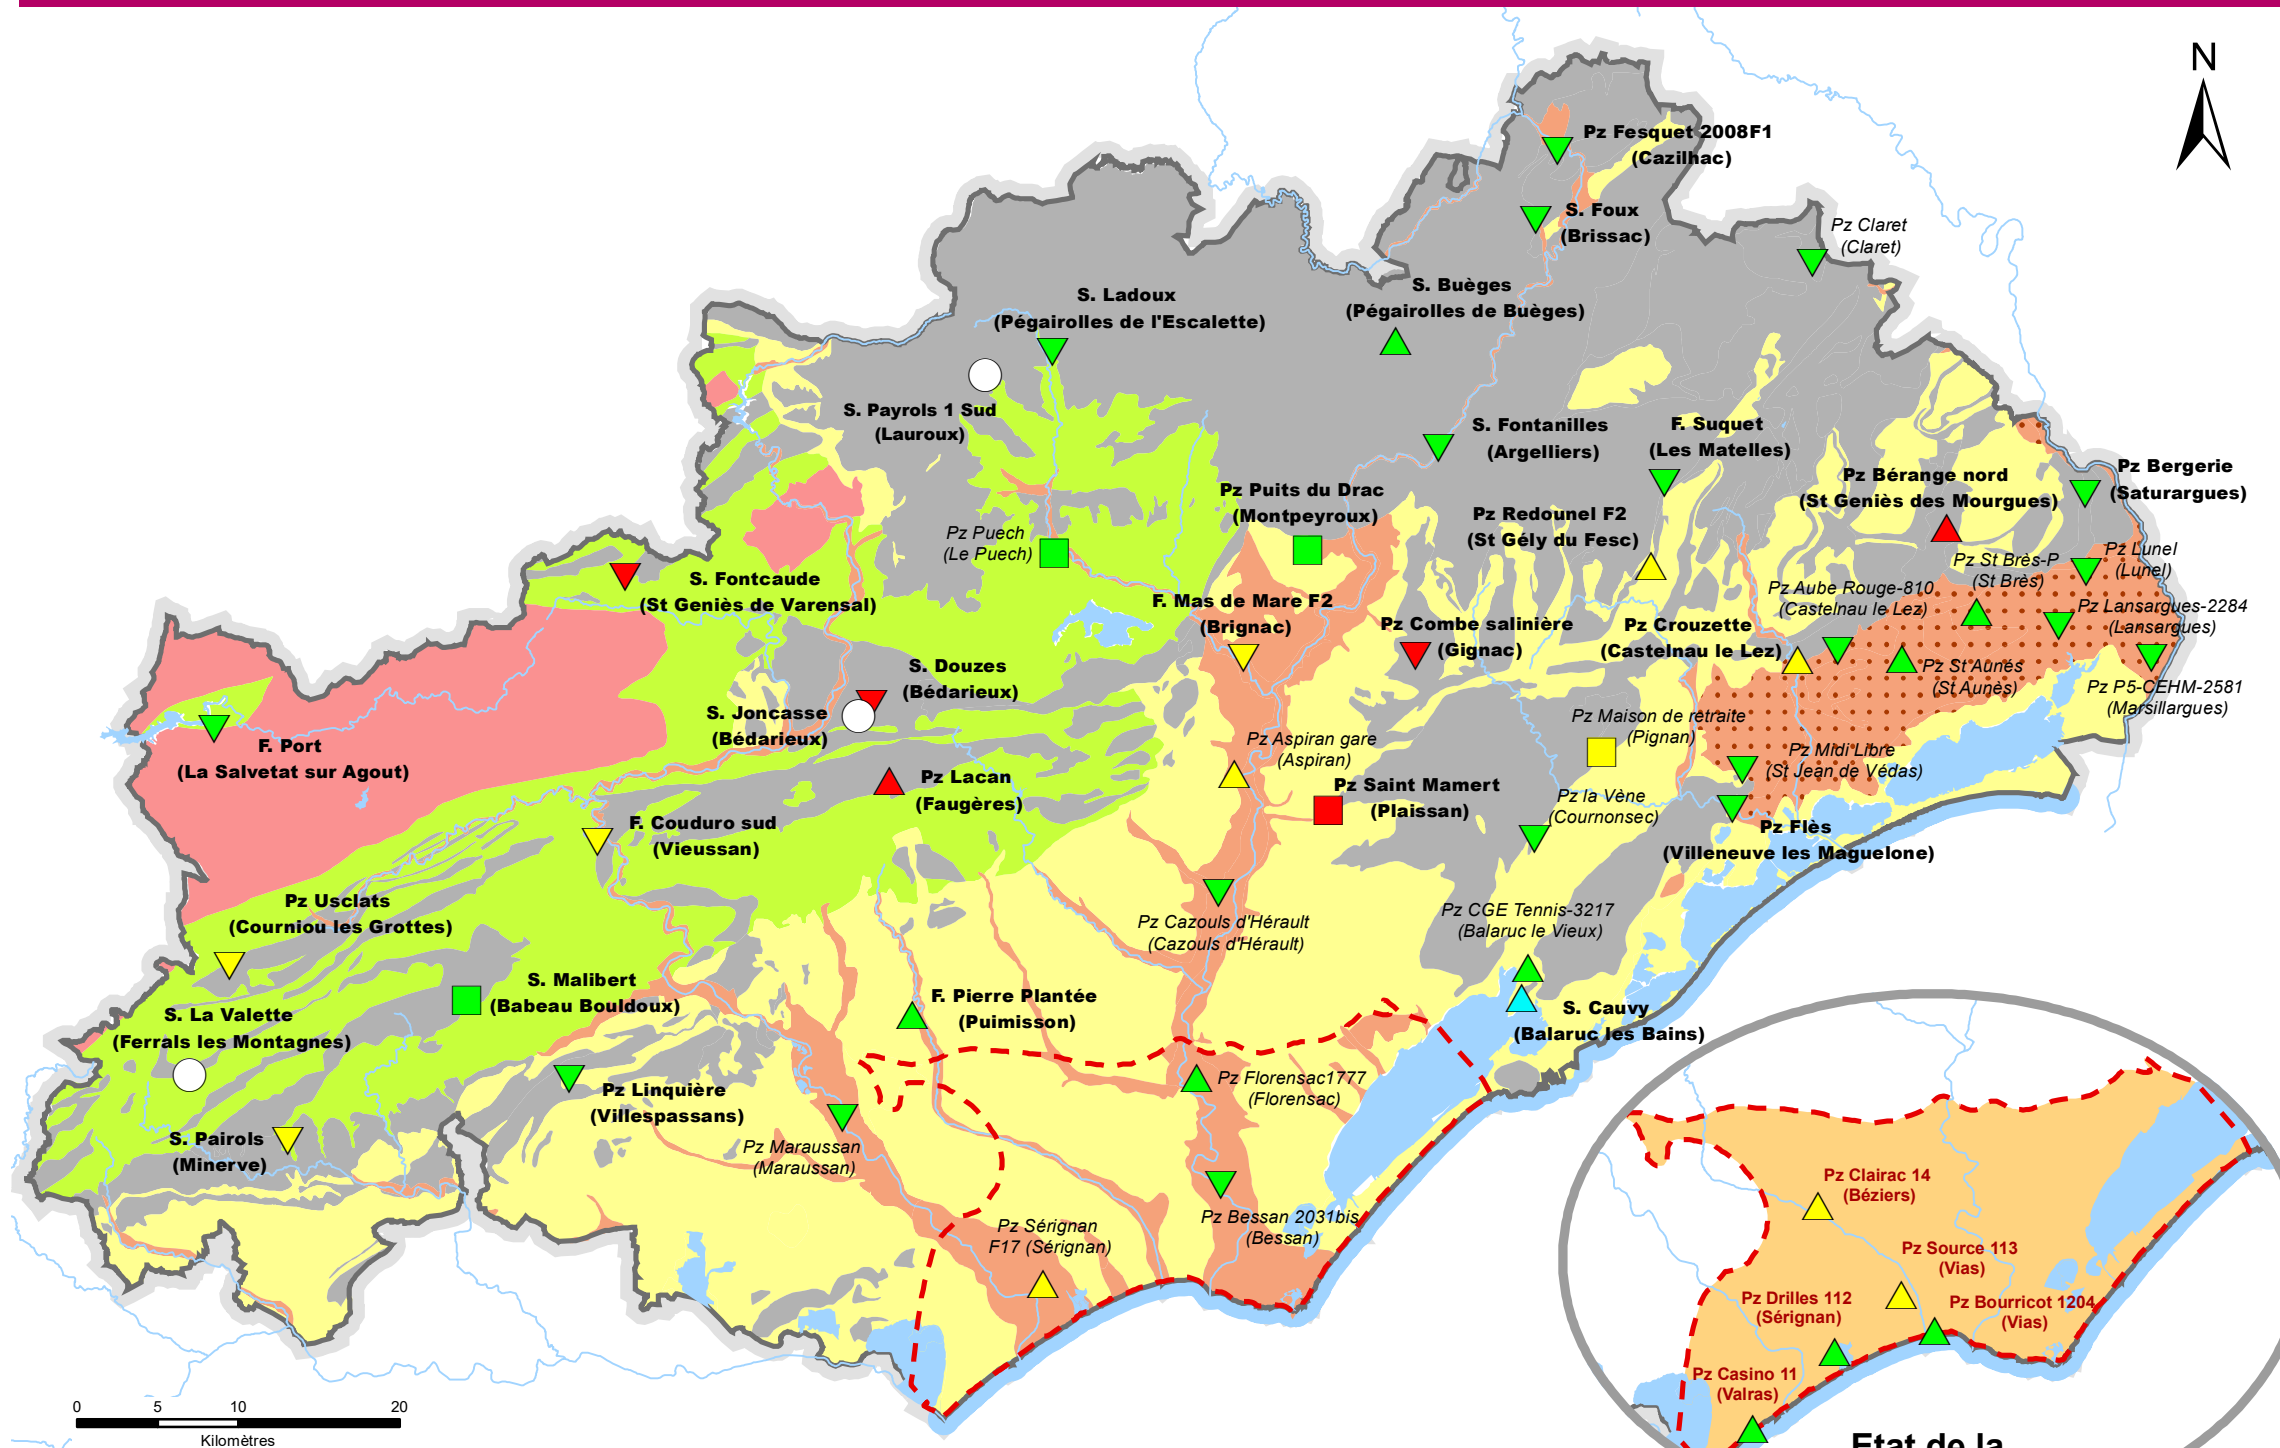 N
Pz Fesquet 2008F1
(Cazilhac)
S. Foux
(Brissac)
Pz Claret
(Claret)
S. Ladoux
(Pégairolles de l'Escalette)
S. Buèges
(Pégairolles de Buèges)
S. Payrols 1 Sud
(Lauroux)
S. Fontanilles
(Argelliers)
F. Suquet
(Les Matelles)
Pz Bérange nord
(St Geniès des Mourgues)
Pz Bergerie
(Saturargues)
Pz Puits du Drac
(Montpeyroux)
Pz Redounel F2
(St Gély du Fesc)
Pz Puech
(Le Puech)
Pz St Brès-P
(St Brès)
Pz Lunel
(Lunel)
S. Fontcaude
(St Geniès de Varensal)
F. Mas de Mare F2
(Brignac)
Pz Aube Rouge-810
(Castelnau le Lez)
Pz Lansargues-2284
(Lansargues)
Pz Combe salinière
(Gignac)
Pz Crouzette
(Castelnau le Lez)
S. Douzes
(Bédarieux)
Pz St Aunés
(St Aunès)
Pz P5-CEHM-2581
(Marsillargues)
S. Joncasse
(Bédarieux)
Pz Maison de retraite
(Pignan)
F. Port
(La Salvetat sur Agout)
Pz Aspiran gare
(Aspiran)
Pz Midi Libre
(St Jean de Védas)
Pz Lacan
(Faugères)
Pz Saint Mamert
(Plaissan)
Pz la Vène
(Cournonsec)
F. Couduro sud
(Vieussan)
Pz Flès
(Villeneuve les Maguelone)
Pz Usclats
(Courniou les Grottes)
Pz Cazouls d'Hérault
(Cazouls d'Hérault)
Pz CGE Tennis-3217
(Balaruc le Vieux)
S. Malibert
(Babeau Bouldoux)
F. Pierre Plantée
(Puimisson)
S. Cauvy
(Balaruc les Bains)
S. La Valette
(Ferrals les Montagnes)
Pz Linquière
(Villespassans)
Pz Florensac1777
(Florensac)
S. Pairols
(Minerve)
Pz Maraussan
(Maraussan)
Pz Sérignan
F17 (Sérignan)
Pz Bessan 2031bis
(Bessan)
Pz Clairac 14
(Béziers)
Pz Source 113
(Vias)
Pz Drilles 112
(Sérignan)
Pz Bourricot 1204
(Vias)
Pz Casino 11
(Valras)
0 5 10 20
Kilomètres
Etat de la